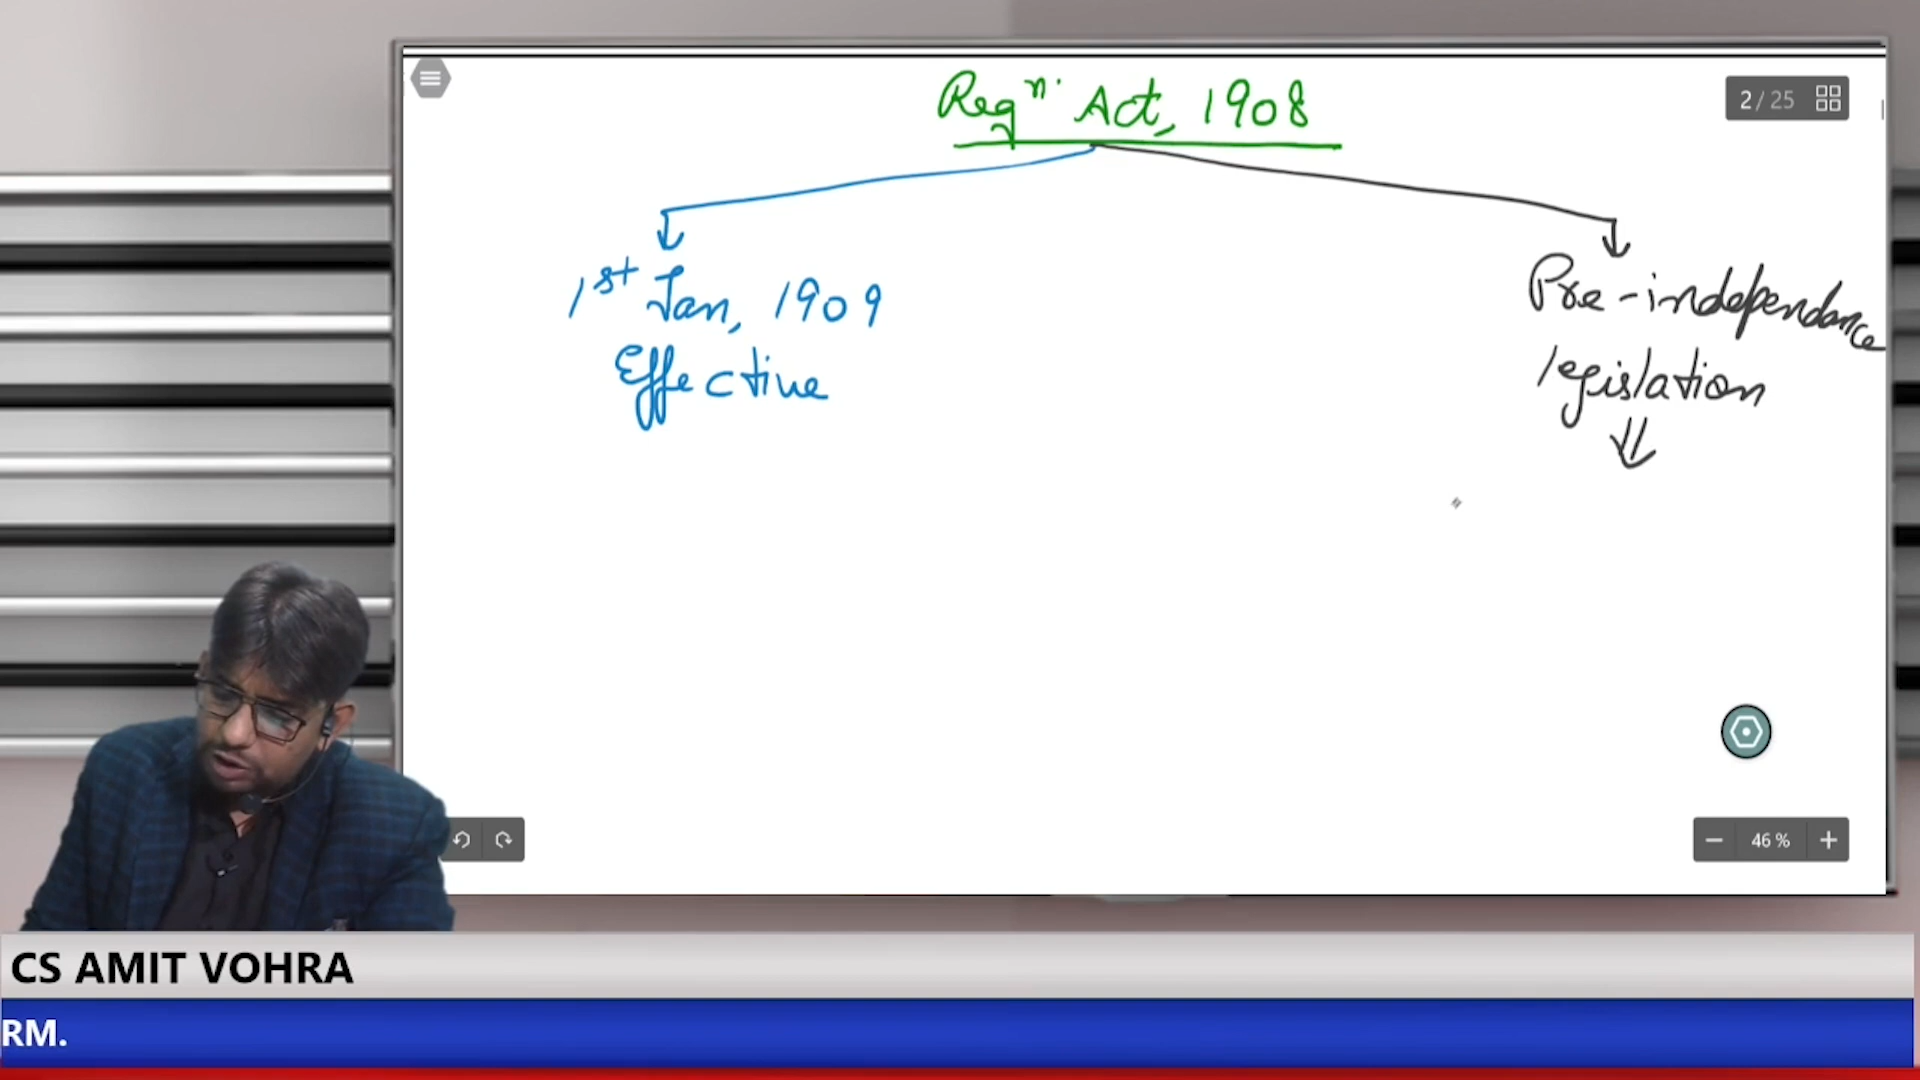 Regn. Act, 1908
2 / 25
1st Jan, 1909
Effective
Pre-independance
legislation
46 %
CS AMIT VOHRA
RM.